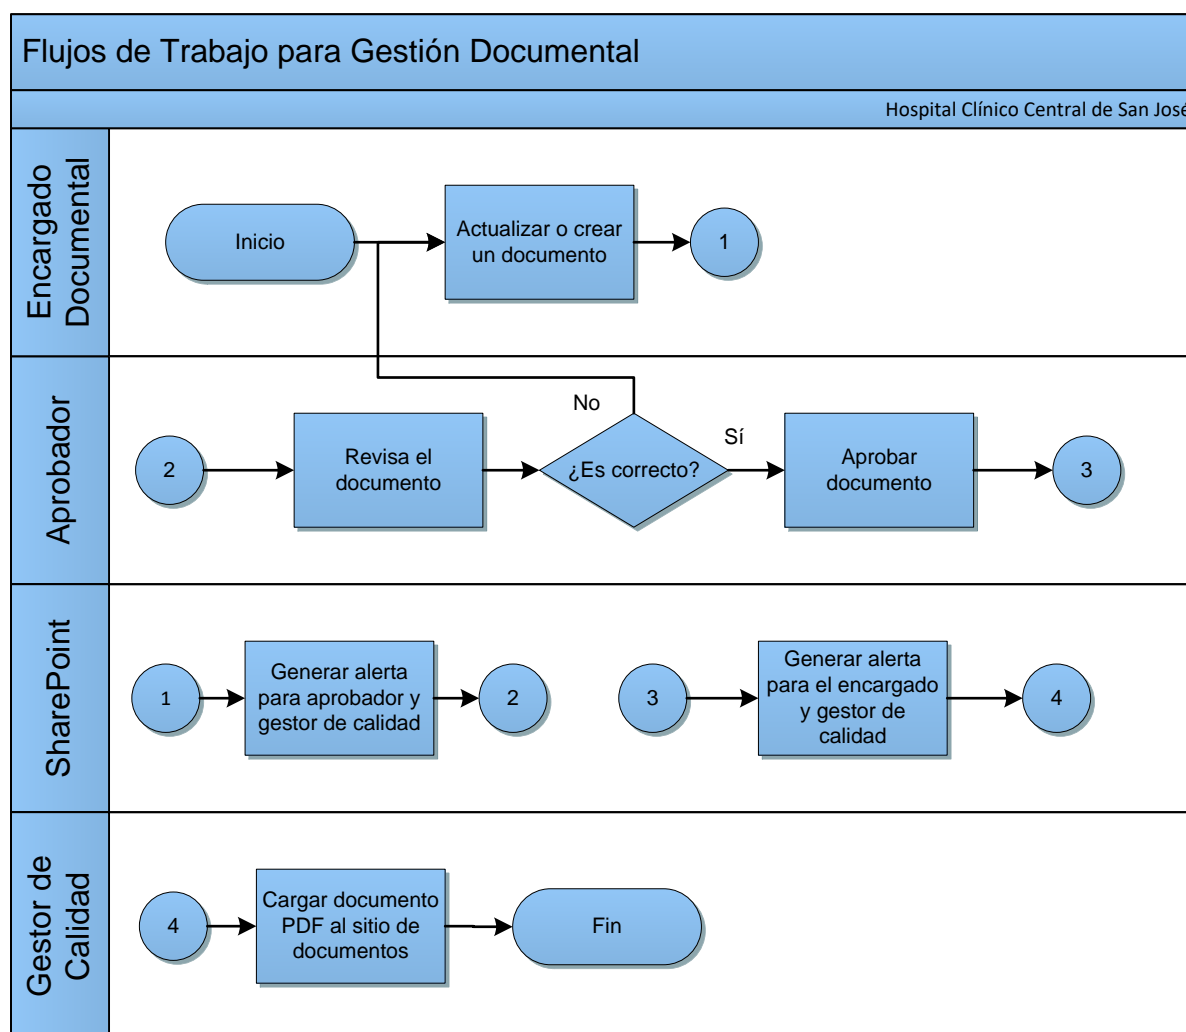 Flujos de Trabajo para Gestión Documental
Hospital Clínico Central de San José
Encargado
Documental
Inicio
Actualizar o crear
un documento
1
Aprobador
2
Revisa el
documento
No
¿Es correcto?
Sí
Aprobar
documento
3
SharePoint
1
Generar alerta
para aprobador y
gestor de calidad
2
3
Generar alerta
para el encargado
y gestor de
calidad
4
Gestor de
Calidad
4
Cargar documento
PDF al sitio de
documentos
Fin